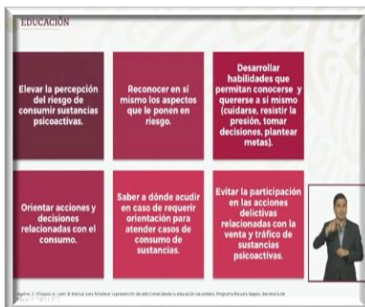 EDUCACIÓN
Elevar la percepción
del riesgo de
consumir sustancias
psicoactivas.
Reconocer en sí
mismo los aspectos
que le ponen en
riesgo.
Desarrollar
habilidades que
permitan conocerse y
quererse a sí mismo
(cuidarse, resistir la
presión, tomar
decisiones, plantear
metas).
Orientar acciones y
decisiones
relacionadas con el
consumo.
Saber a dónde acudir
en caso de requerir
orientación para
atender casos de
consumo de
sustancias.
Evitar la participación
en las acciones
delictivas
relacionadas con la
venta y tráfico de
sustancias
psicoactivas.